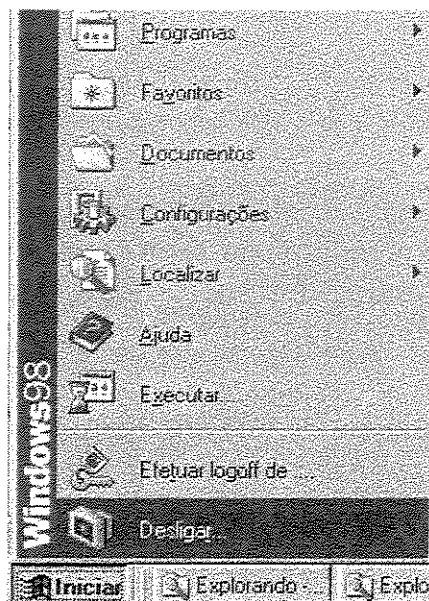 Programas
Favoritos
Documentos
Configurações
Localizar
Ajuda
Executar...
Efetuar logoff de ...
Desligar...
Windows98
Iniciar
Explorando -
Explo